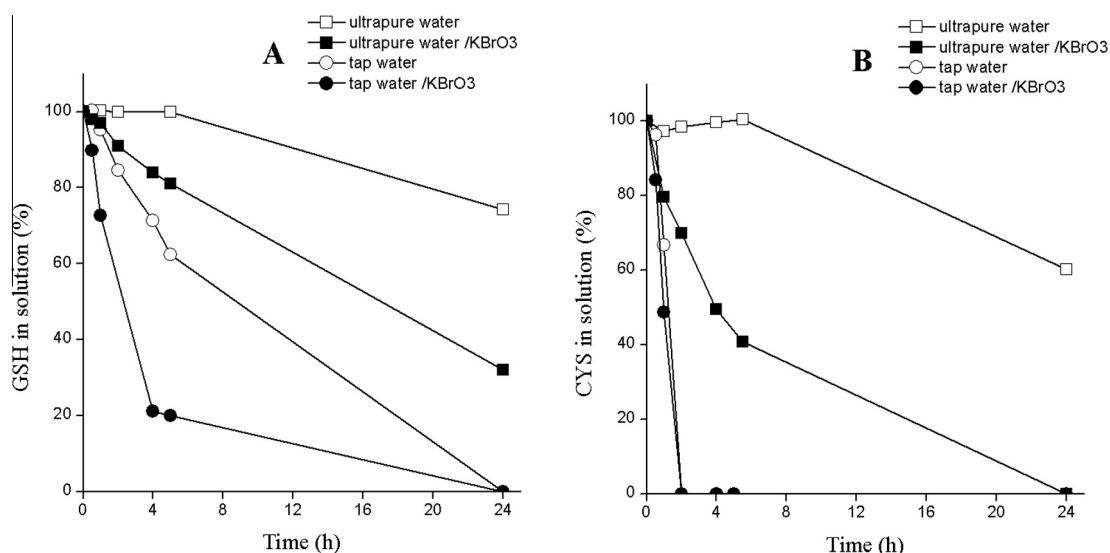 A
ultrapure water
ultrapure water /KBrO3
tap water
tap water /KBrO3
GSH in solution (%)
100
80
60
40
20
0
0 4 8 12 16 20 24
Time (h)
B
ultrapure water
ultrapure water /KBrO3
tap water
tap water /KBrO3
CYS in solution (%)
100
80
60
40
20
0
0 4 8 12 16 20 24
Time (h)